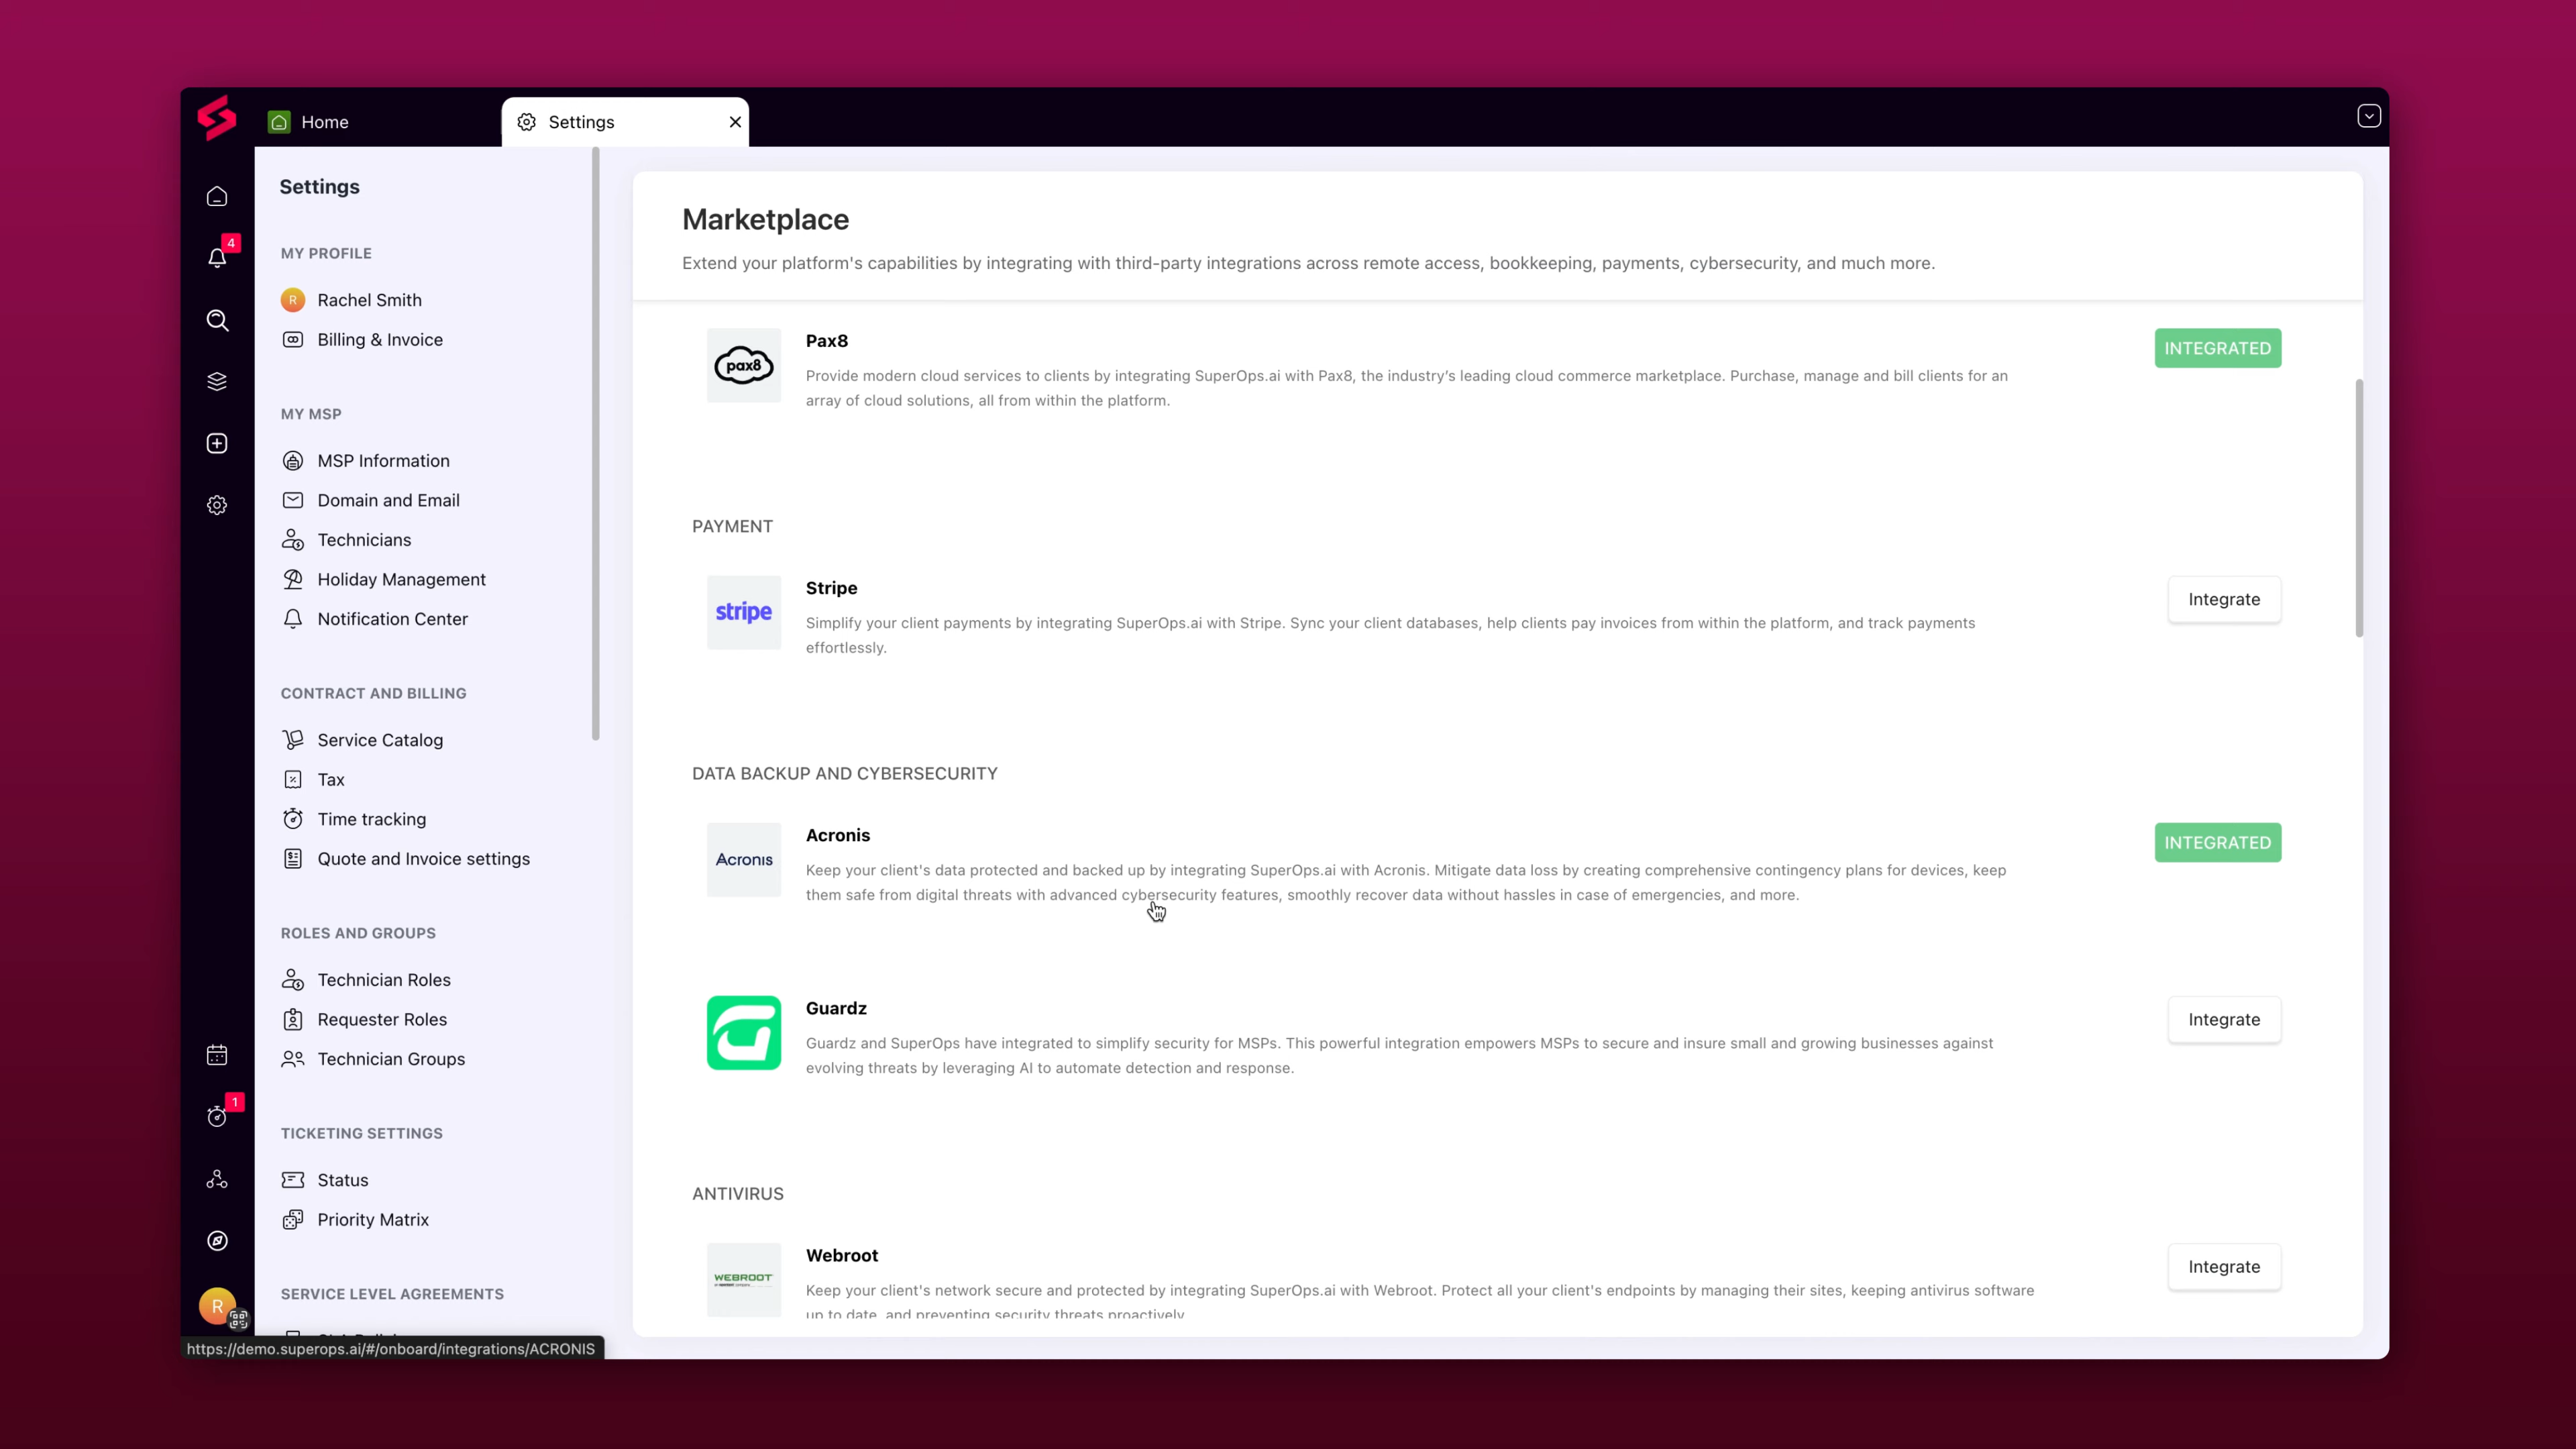 Home
Settings
4
Settings
MY PROFILE
R
Rachel Smith
Billing & Invoice
MY MSP
MSP Information
Domain and Email
Technicians
Holiday Management
Notification Center
CONTRACT AND BILLING
Service Catalog
Tax
Time tracking
Quote and Invoice settings
ROLES AND GROUPS
Technician Roles
Requester Roles
Technician Groups
1
TICKETING SETTINGS
Status
Priority Matrix
SERVICE LEVEL AGREEMENTS
R
https://demo.superops.ai/#/onboard/integrations/ACRONIS
Marketplace
Extend your platform's capabilities by integrating with third-party integrations across remote access, bookkeeping, payments, cybersecurity, and much more.
pax8
Pax8
INTEGRATED
Provide modern cloud services to clients by integrating SuperOps.ai with Pax8, the industry’s leading cloud commerce marketplace. Purchase, manage and bill clients for an
array of cloud solutions, all from within the platform.
PAYMENT
stripe
Stripe
Integrate
Simplify your client payments by integrating SuperOps.ai with Stripe. Sync your client databases, help clients pay invoices from within the platform, and track payments
effortlessly.
DATA BACKUP AND CYBERSECURITY
Acronis
Acronis
INTEGRATED
Keep your client's data protected and backed up by integrating SuperOps.ai with Acronis. Mitigate data loss by creating comprehensive contingency plans for devices, keep
them safe from digital threats with advanced cybersecurity features, smoothly recover data without hassles in case of emergencies, and more.
Guardz
Integrate
Guardz and SuperOps have integrated to simplify security for MSPs. This powerful integration empowers MSPs to secure and insure small and growing businesses against
evolving threats by leveraging AI to automate detection and response.
ANTIVIRUS
WEBROOT
Webroot
Integrate
Keep your client's network secure and protected by integrating SuperOps.ai with Webroot. Protect all your client's endpoints by managing their sites, keeping antivirus software
up to date, and preventing security threats proactively